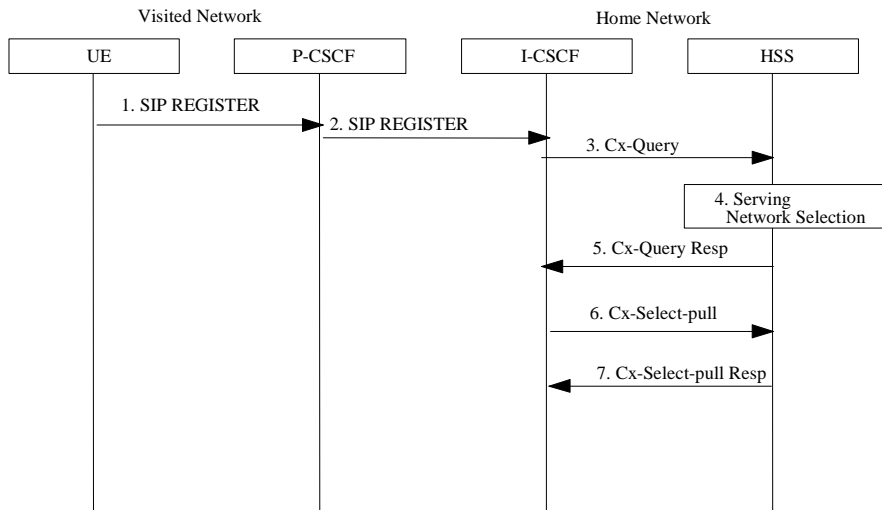 Visited Network
Home Network
UE
P-CSCF
I-CSCF
HSS
1. SIP REGISTER
2. SIP REGISTER
3. Cx-Query
4. Serving
Network Selection
5. Cx-Query Resp
6. Cx-Select-pull
7. Cx-Select-pull Resp